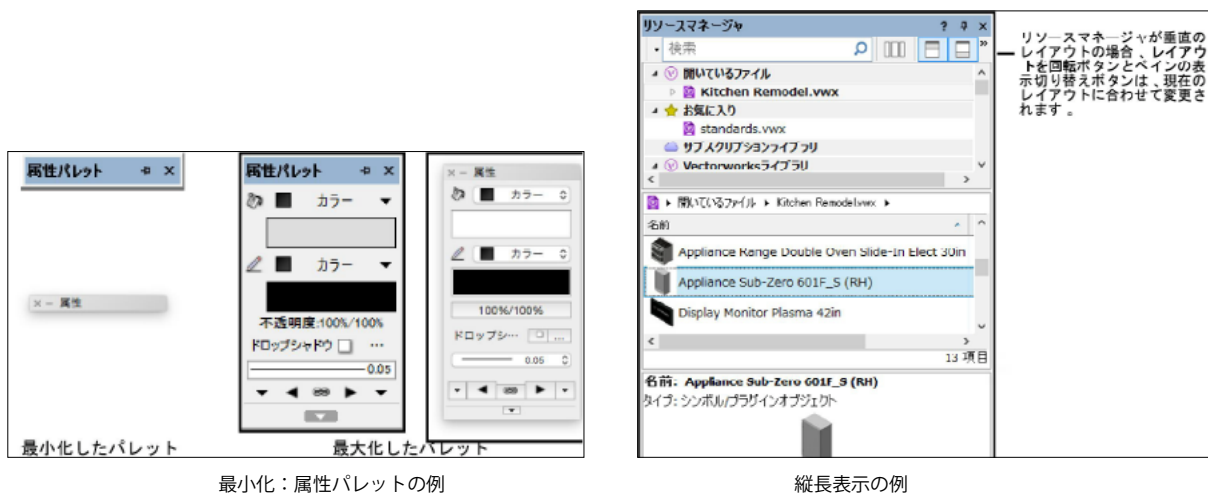 属性パレット
× − 属性
最小化したパレット
属性パレット
カラー
カラー
不透明度:100%/100%
ドロップシャドウ ...
0.05
× − 属性
カラー
カラー
100%/100%
ドロップシ… ...
0.05
最大化したパレット
最小化：属性パレットの例
リソースマネージャ ? ×
検索 »
開いているファイル
Kitchen Remodel.vwx
お気に入り
standards.vwx
サブスクリプションライブラリ
Vectorworksライブラリ
開いているファイル ▸ Kitchen Remodel.vwx ▸
名前
Appliance Range Double Oven Slide-In Elect 30in
Appliance Sub-Zero 601F_S (RH)
Display Monitor Plasma 42in
13 項目
名前: Appliance Sub-Zero 601F_S (RH)
タイプ: シンボル/プラグインオブジェクト
リソースマネージャが垂直の
レイアウトの場合、レイアウ
トを回転ボタンとペインの表
示切り替えボタンは、現在の
レイアウトに合わせて変更さ
れます。
縦長表示の例